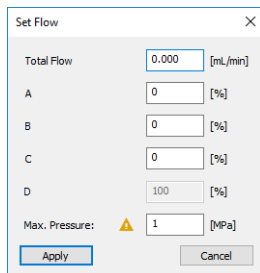 Set Flow
Total Flow 0.000 [mL/min]
A 0 [%]
B 0 [%]
C 0 [%]
D 100 [%]
Max. Pressure: 1 [MPa]
Apply Cancel